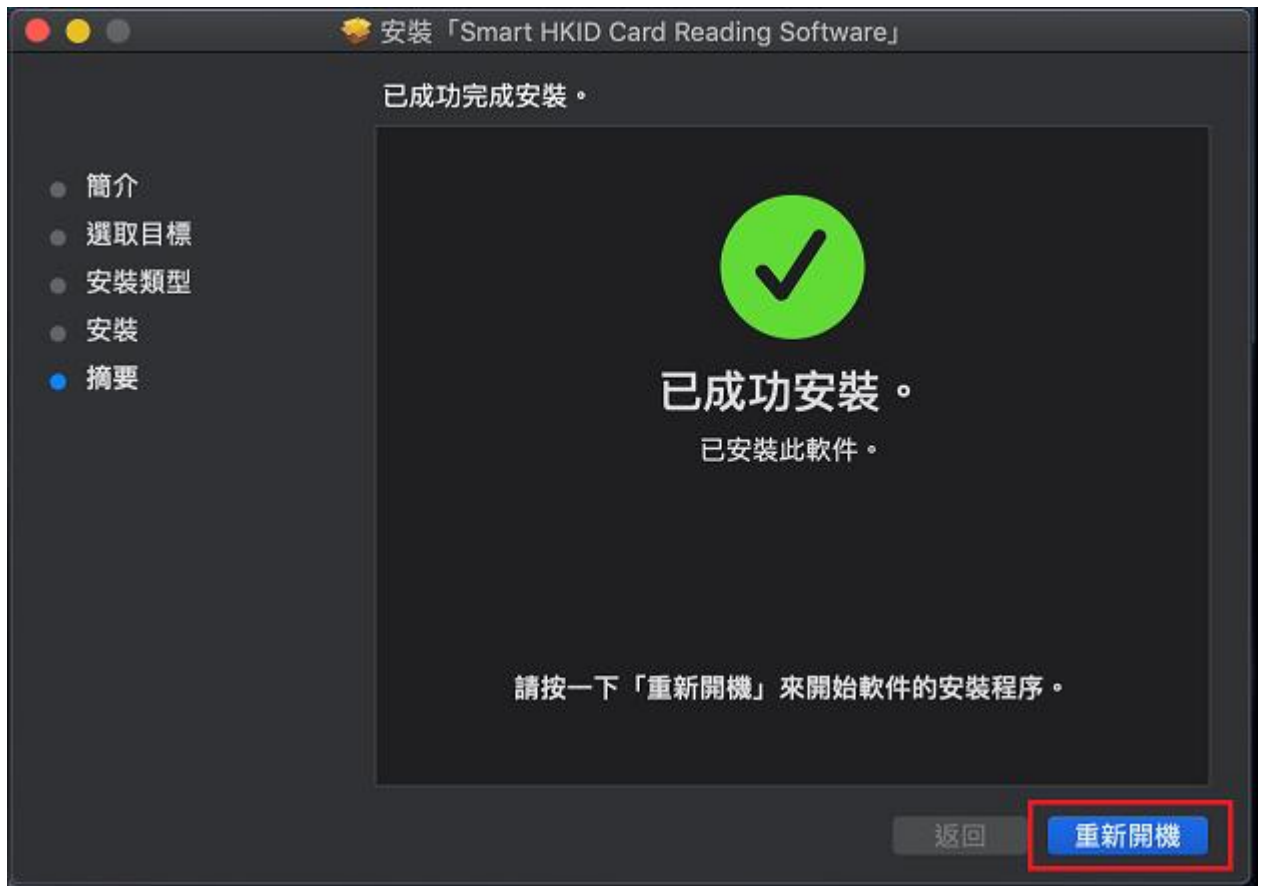 安裝「Smart HKID Card Reading Software」
已成功完成安裝。
簡介
選取目標
安裝類型
安裝
摘要
已成功安裝。
已安裝此軟件。
請按一下「重新開機」來開始軟件的安裝程序。
返回
重新開機